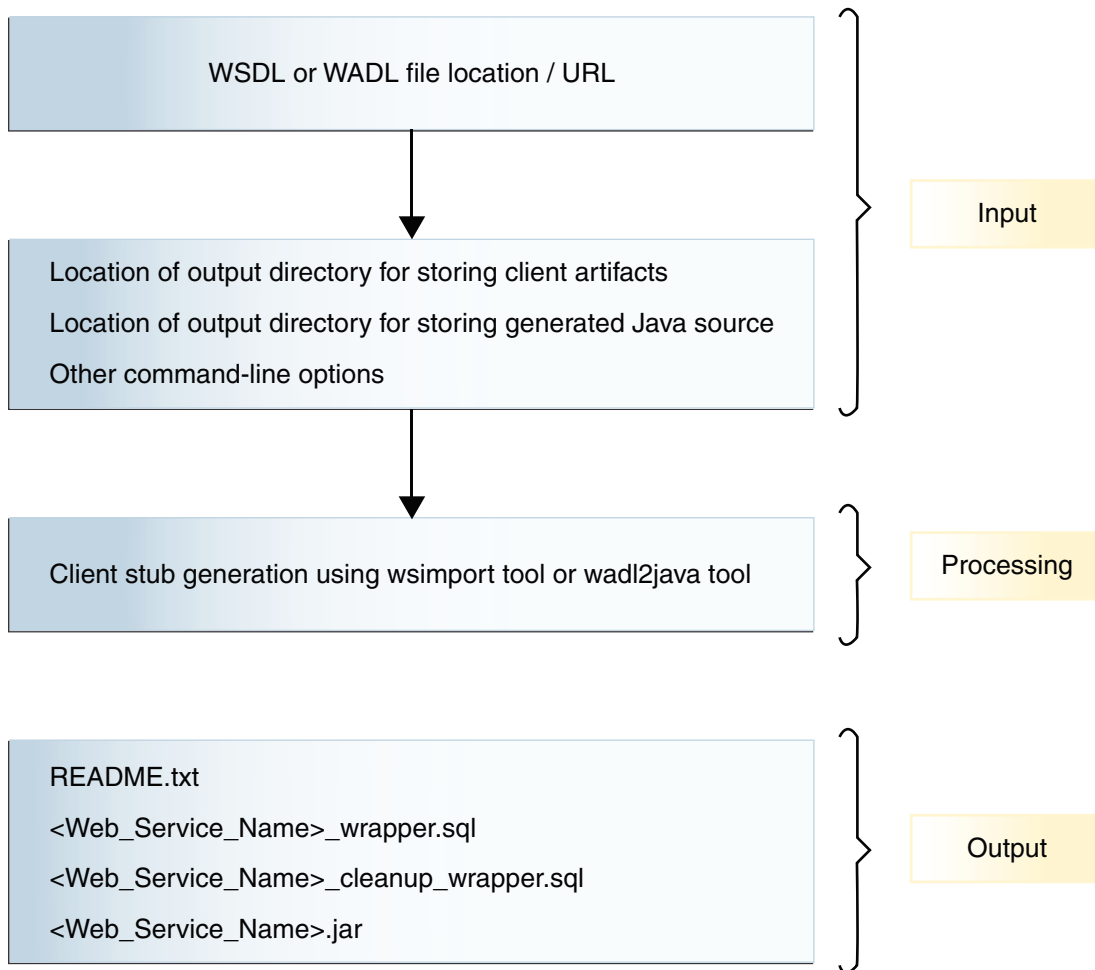 WSDL or WADL file location / URL
Input
Location of output directory for storing client artifacts
Location of output directory for storing generated Java source
Other command-line options
Client stub generation using wsimport tool or wadl2java tool
Processing
README.txt
<Web_Service_Name>_wrapper.sql
<Web_Service_Name>_cleanup_wrapper.sql
<Web_Service_Name>.jar
Output